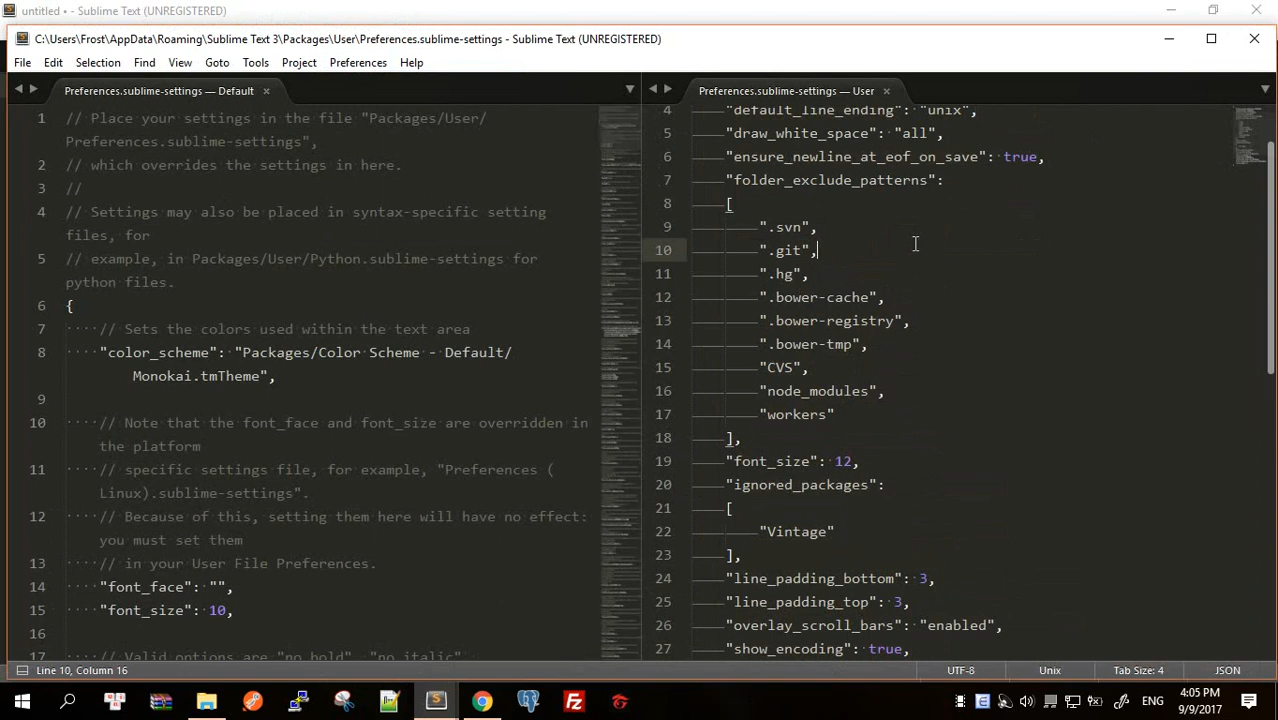 untitled • - Sublime Text (UNREGISTERED)
C:\Users\Frost\AppData\Roaming\Sublime Text 3\Packages\User\Preferences.sublime-settings - Sublime Text (UNREGISTERED)
File Edit Selection Find View Goto Tools Project Preferences Help
Preferences.sublime-settings — Default
1 // Place your settings in the file "Packages/User/
Preferences.sublime-settings",
2 // which overrides the settings in here.
3 //
4 // Settings may also be placed in syntax-specific setting
files, for
5 // example, in Packages/User/Python.sublime-settings for
python files.
6 {
7 // Sets the colors used within the text area
8 "color_scheme": "Packages/Color Scheme - Default/
Monokai.tmTheme",
9
10 // Note that the font_face and font_size are overridden in
the platform
11 // specific settings file, for example, "Preferences (
Linux).sublime-settings".
12 // Because of this, setting them here will have no effect:
you must set them
13 // in your User File Preferences.
14 "font_face": "",
15 "font_size": 10,
16
17 // Valid options are "no_bold", "no_italic"
Preferences.sublime-settings — User
4 "default_line_ending": "unix",
5 "draw_white_space": "all",
6 "ensure_newline_at_eof_on_save": true,
7 "folder_exclude_patterns":
8 [
9 ".svn",
10 ".git",
11 ".hg",
12 ".bower-cache",
13 ".bower-registry",
14 ".bower-tmp",
15 "CVS",
16 "node_modules",
17 "workers"
18 ],
19 "font_size": 12,
20 "ignored_packages":
21 [
22 "Vintage"
23 ],
24 "line_padding_bottom": 3,
25 "line_padding_top": 3,
26 "overlay_scroll_bars": "enabled",
27 "show_encoding": true,
Line 10, Column 16
UTF-8 Unix Tab Size: 4 JSON
ENG
4:05 PM
9/9/2017